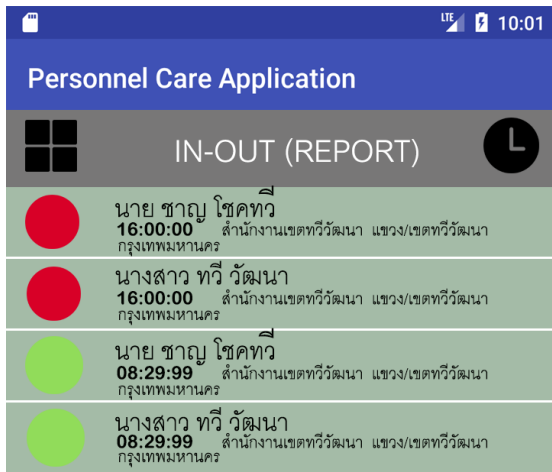 LTE 10:01
Personnel Care Application
IN-OUT (REPORT)
นาย ชาญ โชคทวี
16:00:00 สำนักงานเขตทวีวัฒนา แขวง/เขตทวีวัฒนา
กรุงเทพมหานคร
นางสาว ทวี วัฒนา
16:00:00 สำนักงานเขตทวีวัฒนา แขวง/เขตทวีวัฒนา
กรุงเทพมหานคร
นาย ชาญ โชคทวี
08:29:99 สำนักงานเขตทวีวัฒนา แขวง/เขตทวีวัฒนา
กรุงเทพมหานคร
นางสาว ทวี วัฒนา
08:29:99 สำนักงานเขตทวีวัฒนา แขวง/เขตทวีวัฒนา
กรุงเทพมหานคร